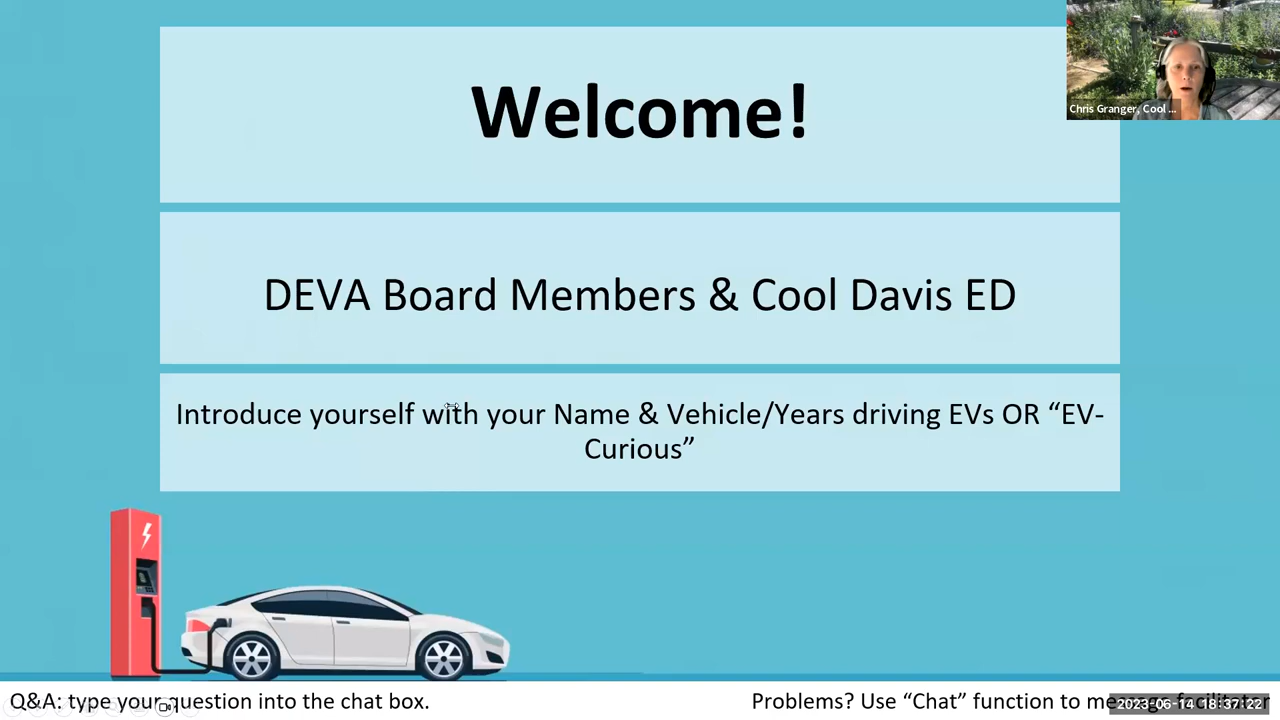 Welcome!
Chris Granger, Cool ...
DEVA Board Members & Cool Davis ED
Introduce yourself with your Name & Vehicle/Years driving EVs OR “EV-
Curious”
Q&A: type your question into the chat box.
Problems? Use “Chat” function to message facilitator
2023-06-14 18:37:22